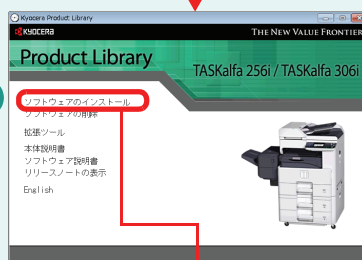 Kyocera Product Library
KYOCERA
THE NEW VALUE FRONTIER
Product Library
TASKalfa 256i / TASKalfa 306i
ソフトウェアのインストール
ソフトウェアの削除
拡張ツール
本体説明書
ソフトウェア説明書
リリースノートの表示
English